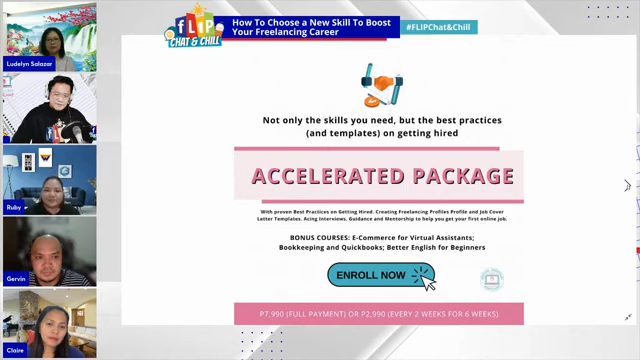 How To Choose a New Skill To Boost
Your Freelancing Career
#FLIPChat&Chill
FLIP
CHAT & CHILL
Ludelyn Salazar
Ruby
Gervin
Claire
Not only the skills you need, but the best practices
(and templates) on getting hired
ACCELERATED PACKAGE
With proven Best Practices on Getting Hired. Creating Freelancing Profiles Profile and Job Cover
Letter Templates. Acing Interviews. Guidance and Mentorship to help you get your first online job.
BONUS COURSES: E-Commerce for Virtual Assistants;
Bookkeeping and Quickbooks; Better English for Beginners
ENROLL NOW
P7,990 (FULL PAYMENT) OR P2,990 (EVERY 2 WEEKS FOR 6 WEEKS)